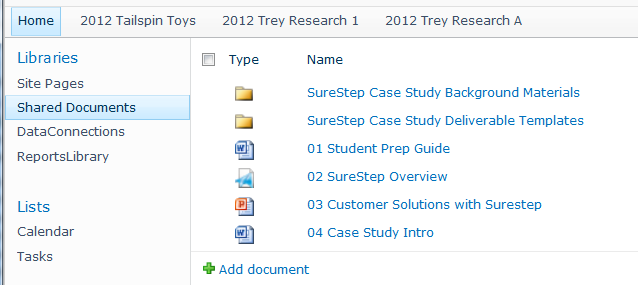 Home 2012 Tailspin Toys 2012 Trey Research 1 2012 Trey Research A
Libraries
Site Pages
Shared Documents
DataConnections
ReportsLibrary
Lists
Calendar
Tasks
Type Name
SureStep Case Study Background Materials
SureStep Case Study Deliverable Templates
01 Student Prep Guide
02 SureStep Overview
03 Customer Solutions with Surestep
04 Case Study Intro
Add document